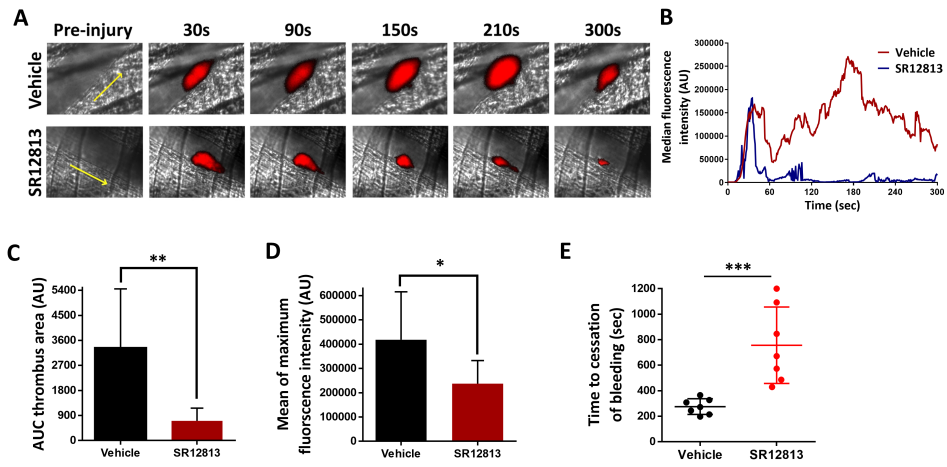 A
Pre-injury 30s 90s 150s 210s 300s
Vehicle
SR12813
B
Median fluorescence
intensity (AU)
300000
250000
200000
150000
100000
50000
0
Vehicle
SR12813
0 60 120 180 240 300
Time (sec)
C
AUC thrombus area (AU)
5400
4500
3600
2700
1800
900
0
**
Vehicle SR12813
D
Mean of maximum
fluorescence intensity (AU)
600000
500000
400000
300000
200000
100000
0
*
Vehicle SR12813
E
Time to cessation
of bleeding (sec)
1200
1000
800
600
400
200
0
***
Vehicle SR12813